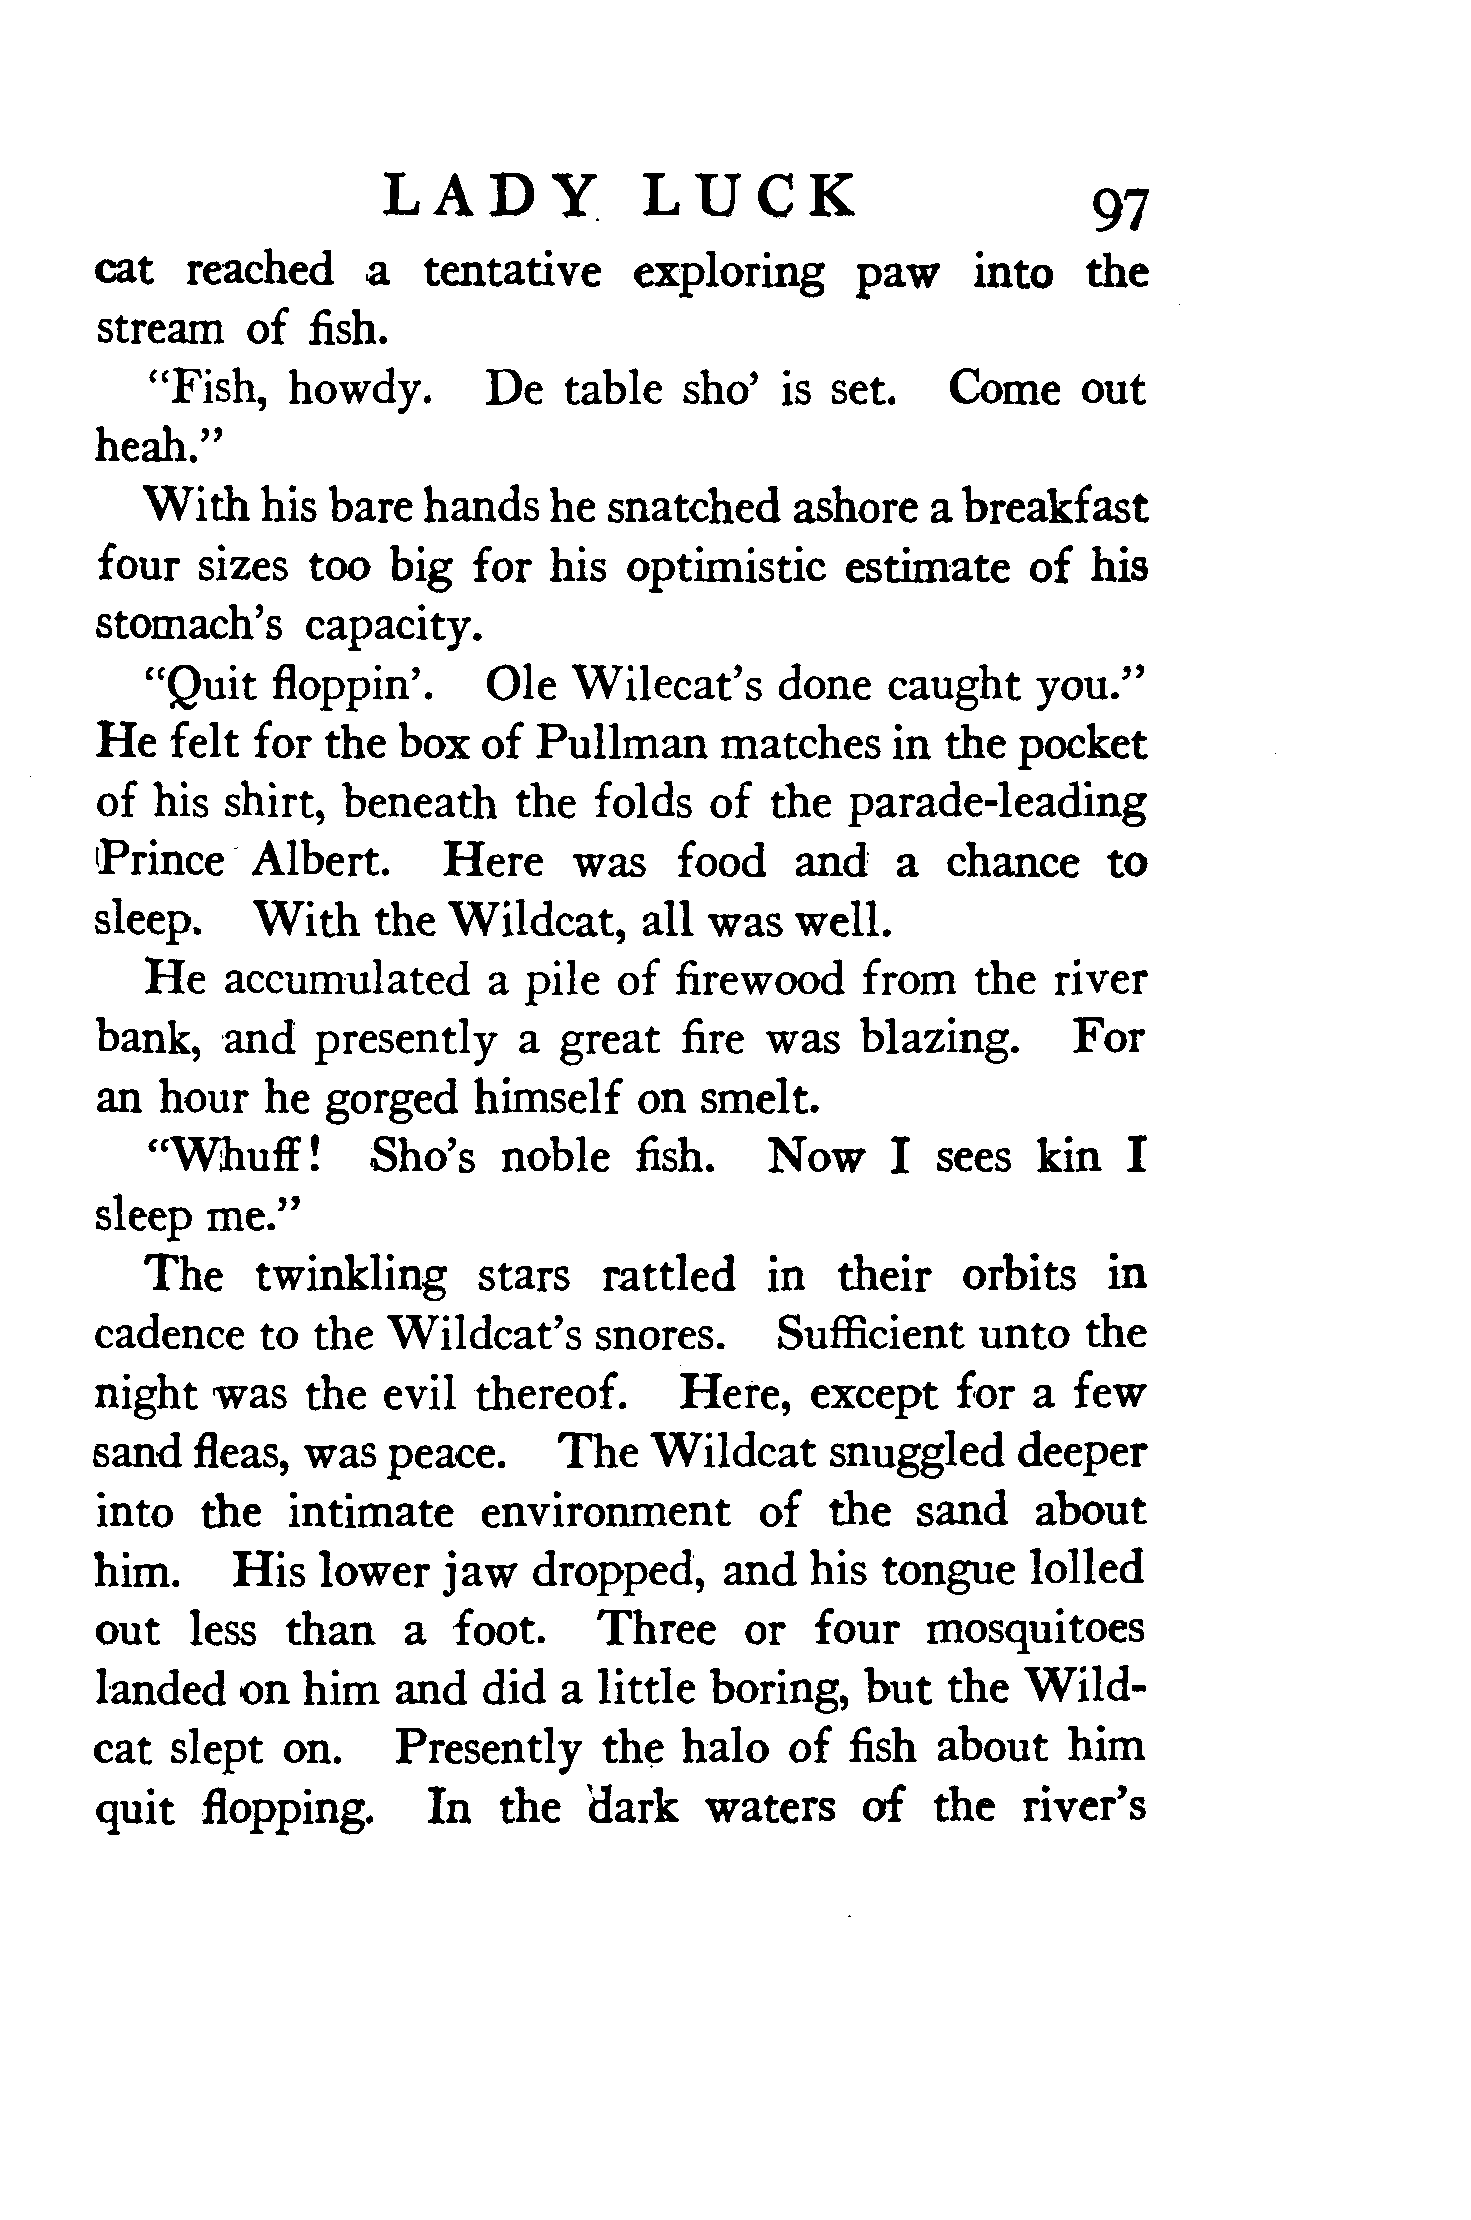 LADY LUCK 97
cat reached a tentative exploring paw into the
stream of fish.
“Fish, howdy. De table sho’ is set. Come out
heah.”
With his bare hands he snatched ashore a breakfast
four sizes too big for his optimistic estimate of his
stomach’s capacity.
“Quit floppin’. Ole Wilecat’s done caught you.”
He felt for the box of Pullman matches in the pocket
of his shirt, beneath the folds of the parade-leading
Prince Albert. Here was food and a chance to
sleep. With the Wildcat, all was well.
He accumulated a pile of firewood from the river
bank, and presently a great fire was blazing. For
an hour he gorged himself on smelt.
“Whuff! Sho’s noble fish. Now I sees kin I
sleep me.”
The twinkling stars rattled in their orbits in
cadence to the Wildcat’s snores. Sufficient unto the
night was the evil thereof. Here, except for a few
sand fleas, was peace. The Wildcat snuggled deeper
into the intimate environment of the sand about
him. His lower jaw dropped, and his tongue lolled
out less than a foot. Three or four mosquitoes
landed on him and did a little boring, but the Wild-
cat slept on. Presently the halo of fish about him
quit flopping. In the dark waters of the river’s